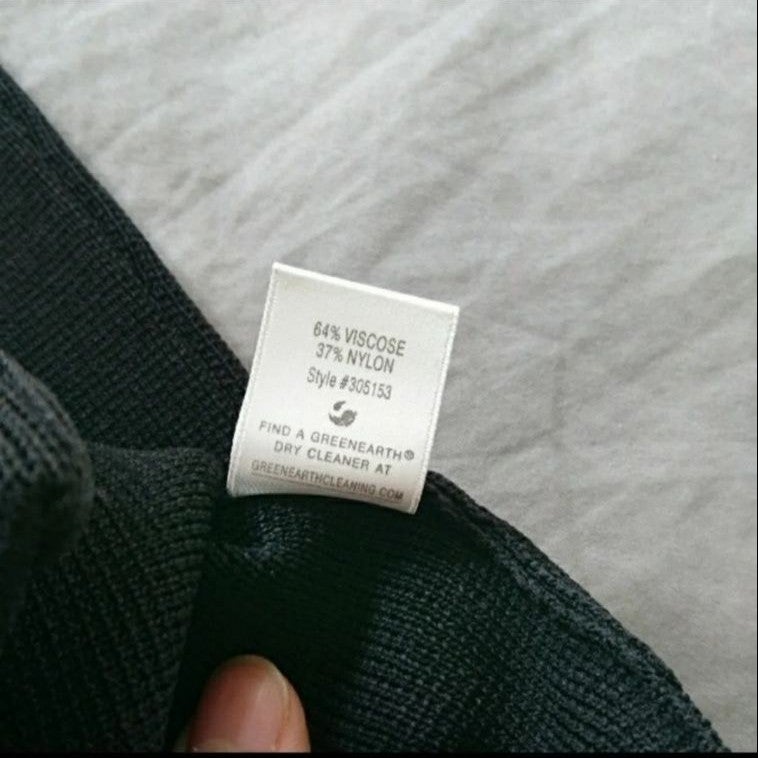 64% VISCOSE
37% NYLON
Style #305153
FIND A GREENEARTH®
DRY CLEANER AT
GREENEARTHCLEANING.COM